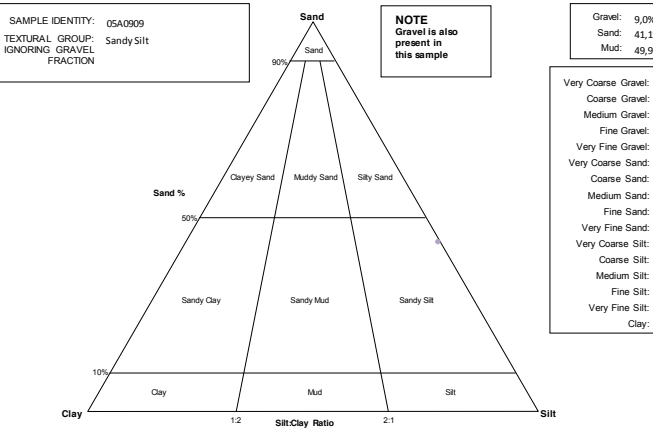 SAMPLE IDENTITY: 05A0909
TEXTURAL GROUP: Sandy Silt
IGNORING GRAVEL
FRACTION
Sand
NOTE
Gravel is also
present in
this sample
Gravel: 9,0%
Sand: 41,1
Mud: 49,9
Sand
90%
Very Coarse Gravel:
Coarse Gravel:
Medium Gravel:
Fine Gravel:
Very Fine Gravel:
Very Coarse Sand:
Coarse Sand:
Medium Sand:
Fine Sand:
Very Fine Sand:
Very Coarse Silt:
Coarse Silt:
Medium Silt:
Fine Silt:
Very Fine Silt:
Clay:
Clayey Sand
Muddy Sand
Silty Sand
Sand %
50%
Sandy Clay
Sandy Mud
Sandy Silt
10%
Clay
Mud
Silt
Clay
1:2
Silt:Clay Ratio
2:1
Silt